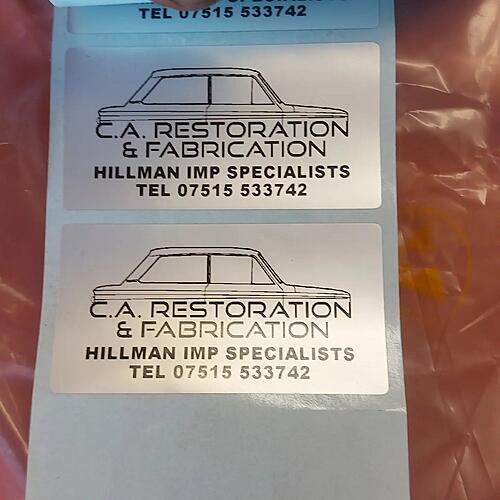 TEL 07515 533742
C.A. RESTORATION
& FABRICATION
HILLMAN IMP SPECIALISTS
TEL 07515 533742
C.A. RESTORATION
& FABRICATION
HILLMAN IMP SPECIALISTS
TEL 07515 533742